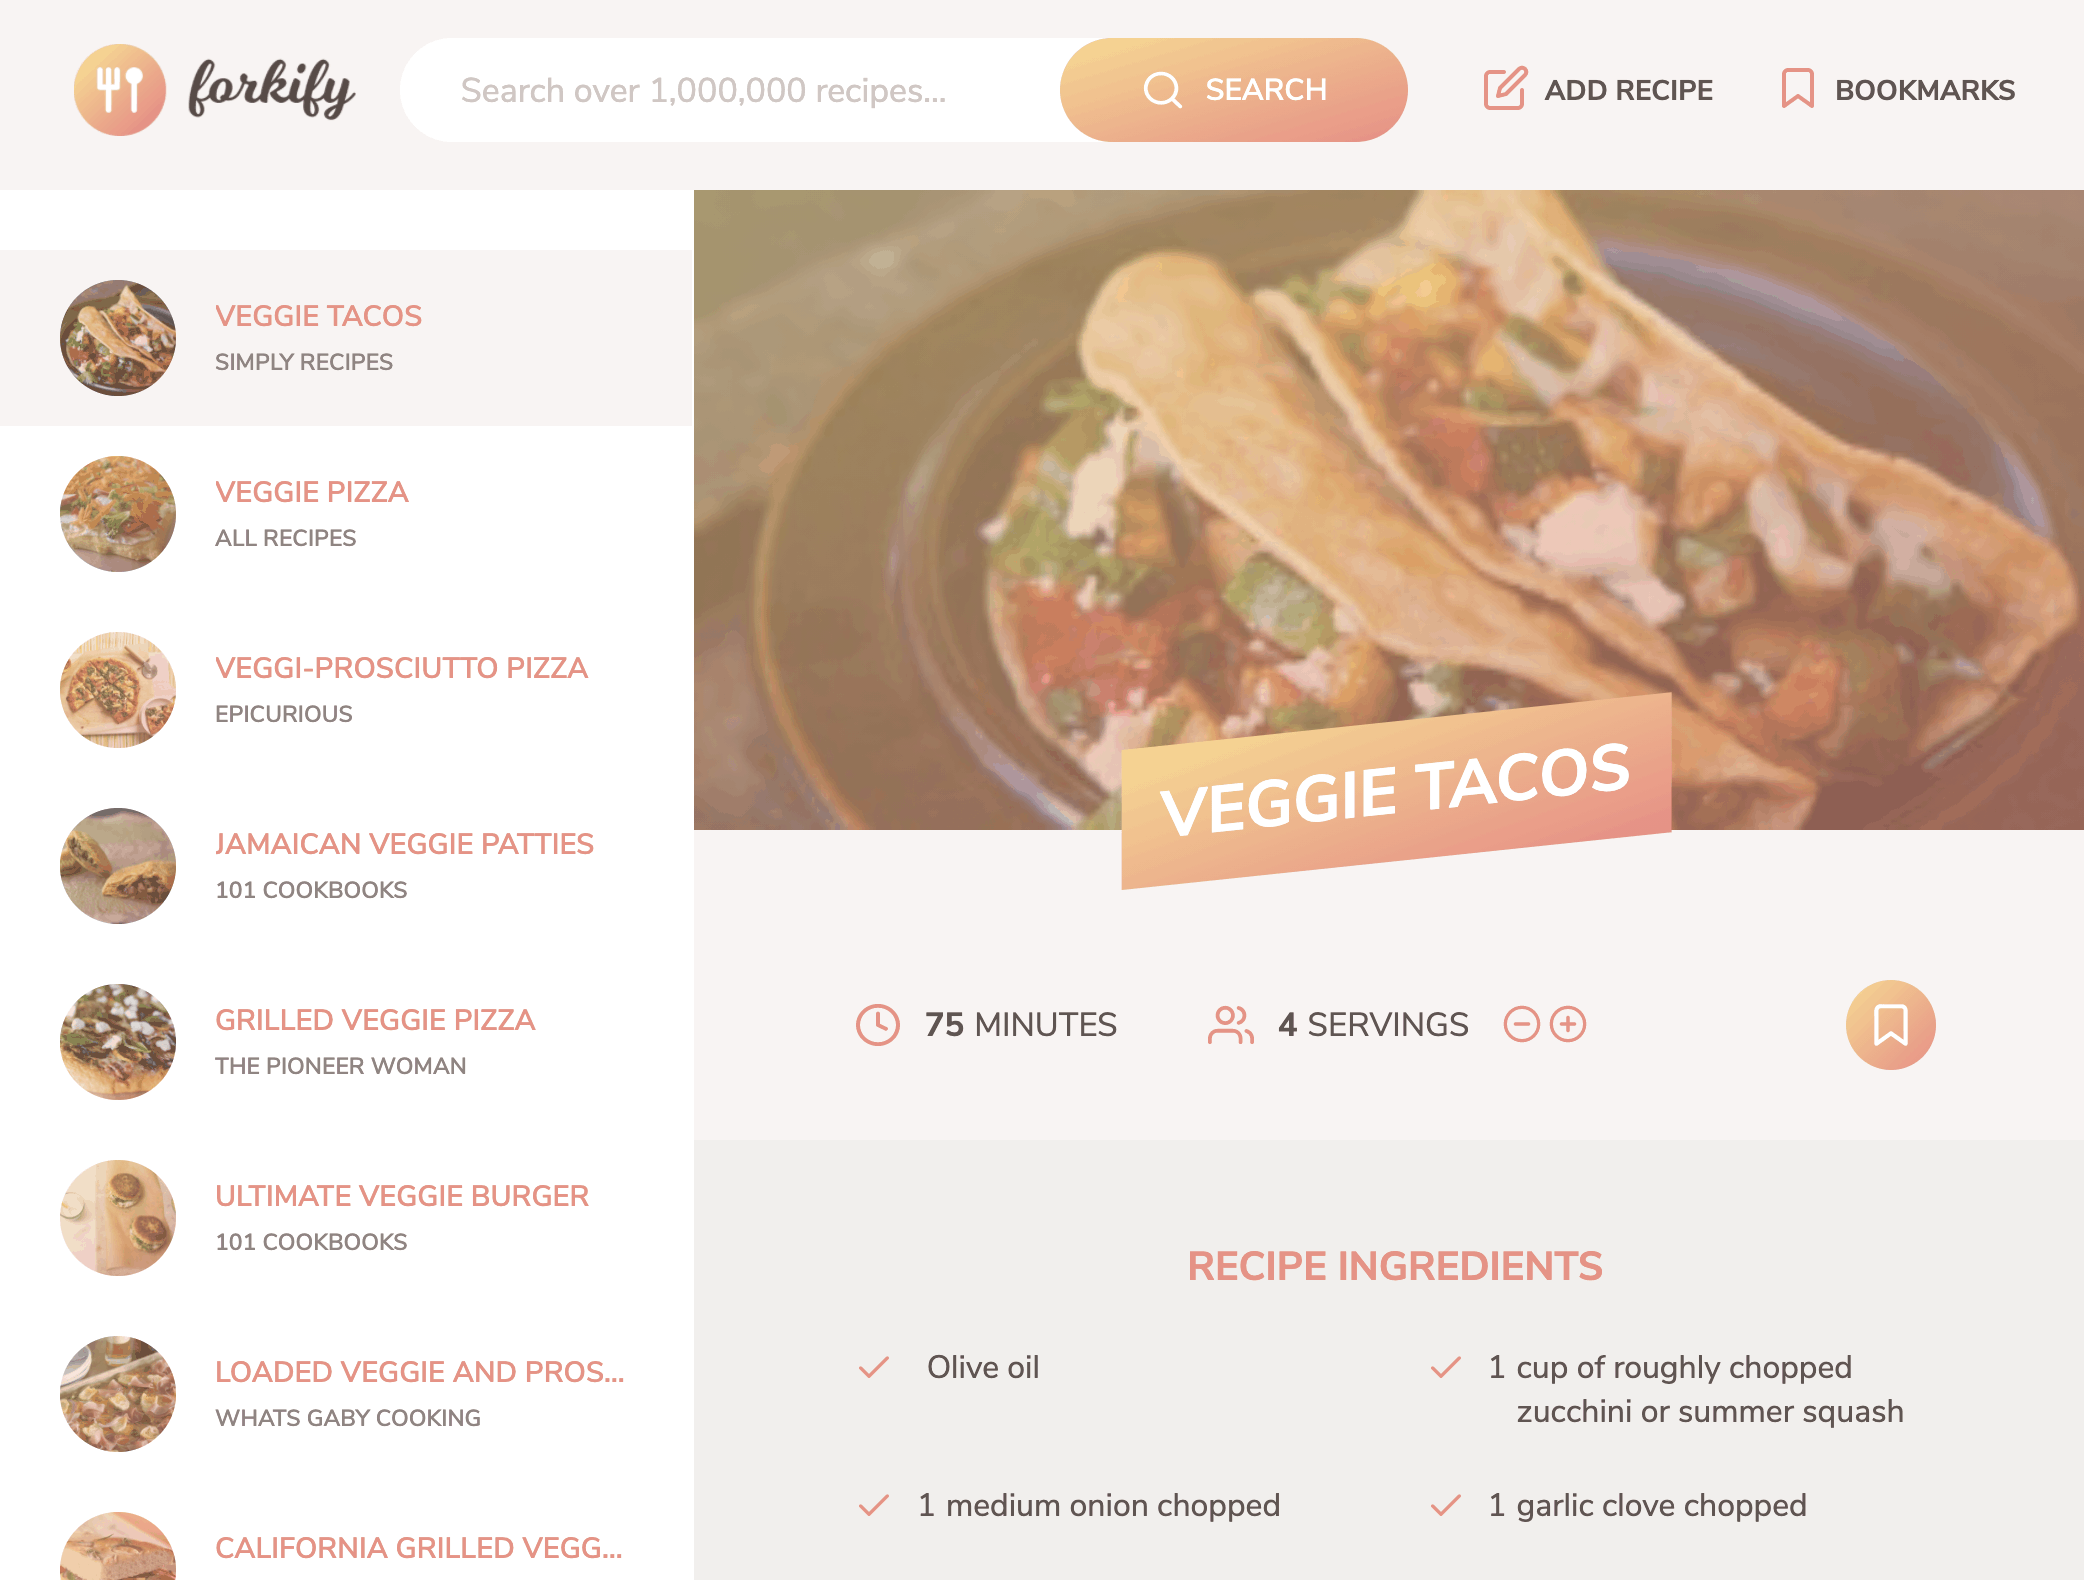 forkify
Search over 1,000,000 recipes...
SEARCH
ADD RECIPE
BOOKMARKS
VEGGIE TACOS
SIMPLY RECIPES
VEGGIE PIZZA
ALL RECIPES
VEGGI-PROSCIUTTO PIZZA
EPICURIOUS
JAMAICAN VEGGIE PATTIES
101 COOKBOOKS
GRILLED VEGGIE PIZZA
THE PIONEER WOMAN
ULTIMATE VEGGIE BURGER
101 COOKBOOKS
LOADED VEGGIE AND PROS...
WHATS GABY COOKING
CALIFORNIA GRILLED VEGG...
VEGGIE TACOS
75 MINUTES
4 SERVINGS
RECIPE INGREDIENTS
Olive oil
1 cup of roughly chopped
zucchini or summer squash
1 medium onion chopped
1 garlic clove chopped